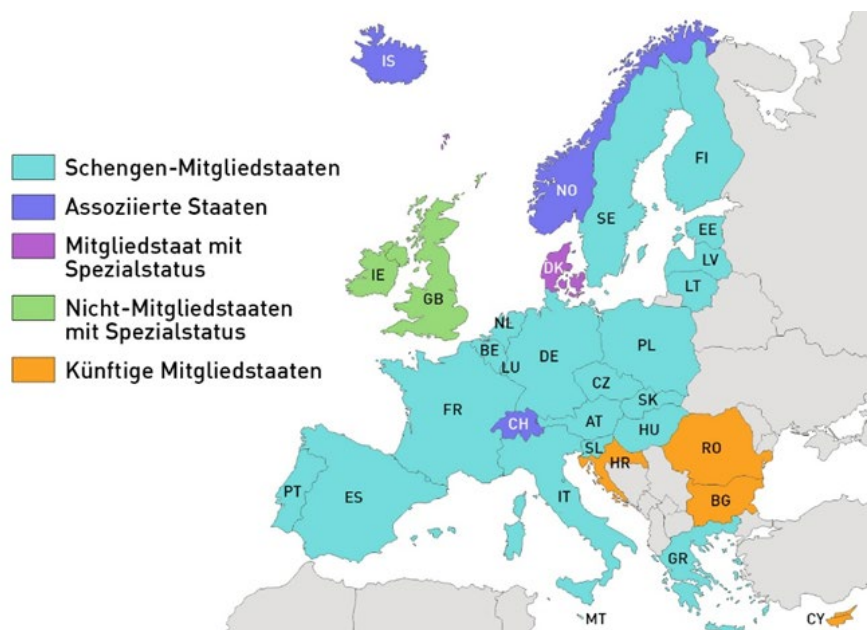 Schengen-Mitgliedstaaten
Assoziierte Staaten
Mitgliedstaat mit
Spezialstatus
Nicht-Mitgliedstaaten
mit Spezialstatus
Künftige Mitgliedstaaten
IS
FI
NO
SE
EE
LV
DK
LT
IE
GB
NL
BE
DE
PL
LU
CZ
SK
FR
AT
CH
HU
SL
HR
RO
PT
ES
IT
BG
GR
MT
CY